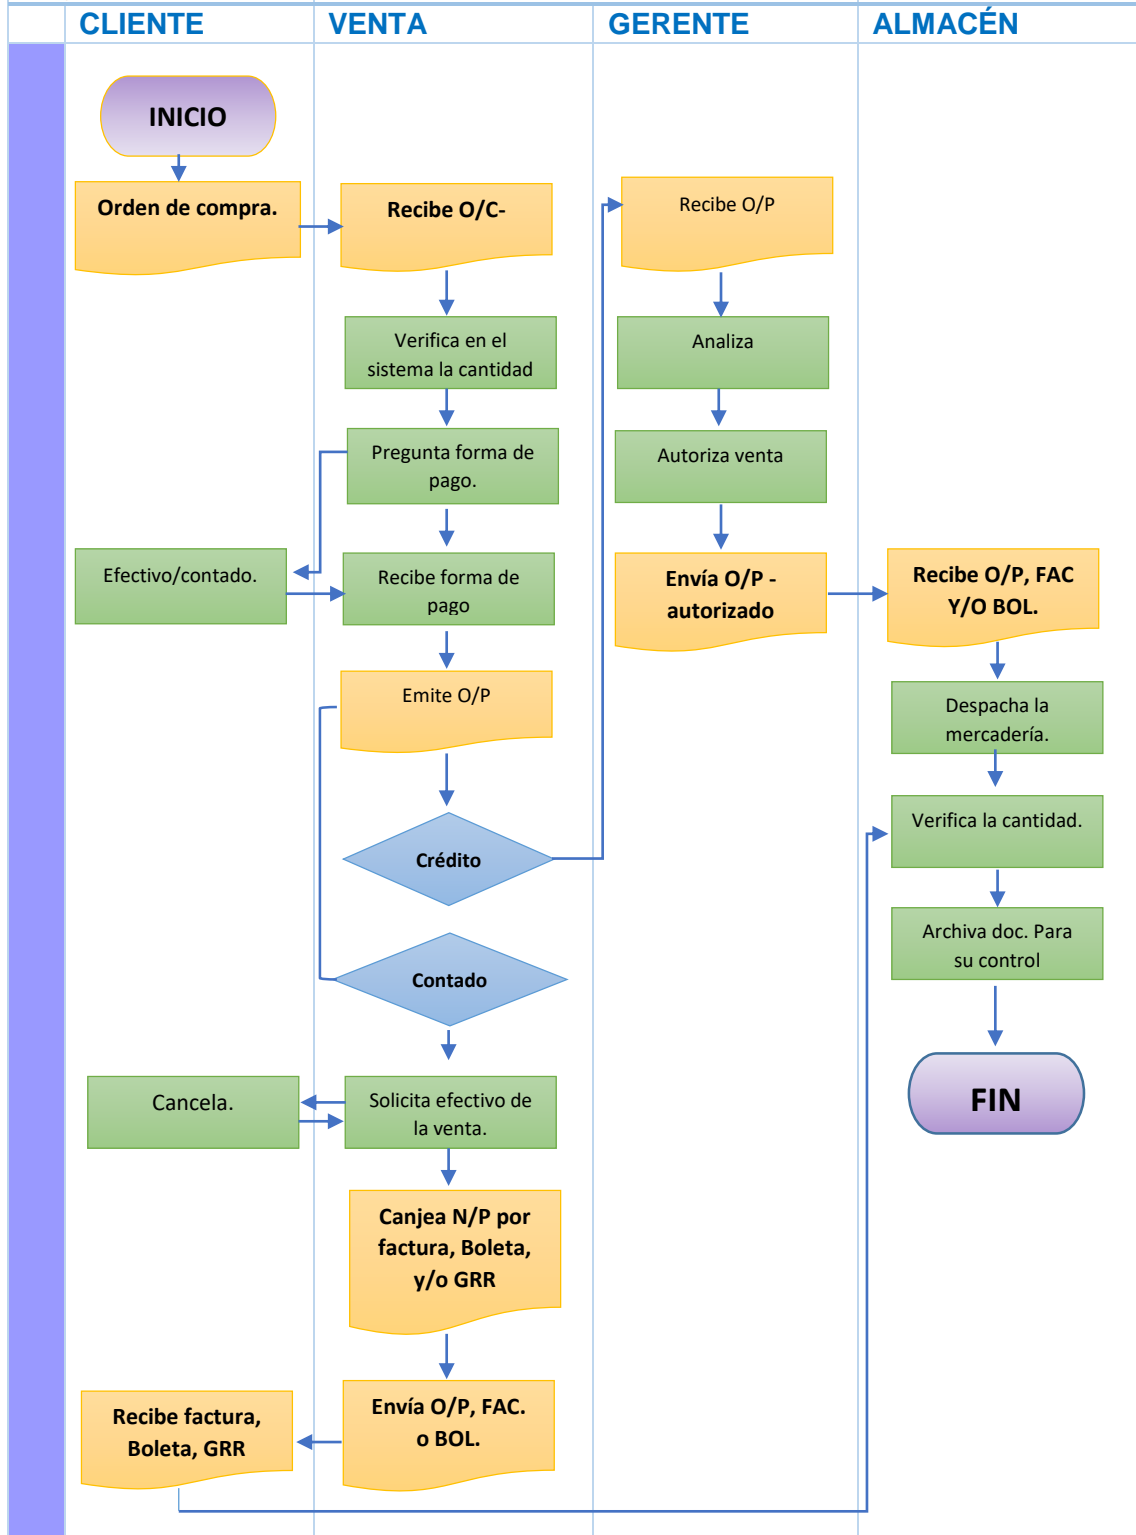 CLIENTE
VENTA
GERENTE
ALMACÉN
INICIO
Orden de compra.
Recibe O/C-
Verifica en el
sistema la cantidad
Pregunta forma de
pago.
Efectivo/contado.
Recibe forma de
pago
Emite O/P
Crédito
Contado
Cancela.
Solicita efectivo de
la venta.
Canjea N/P por
factura, Boleta,
y/o GRR
Envía O/P, FAC.
o BOL.
Recibe factura,
Boleta, GRR
Recibe O/P
Analiza
Autoriza venta
Envía O/P -
autorizado
Recibe O/P, FAC
Y/O BOL.
Despacha la
mercadería.
Verifica la cantidad.
Archiva doc. Para
su control
FIN